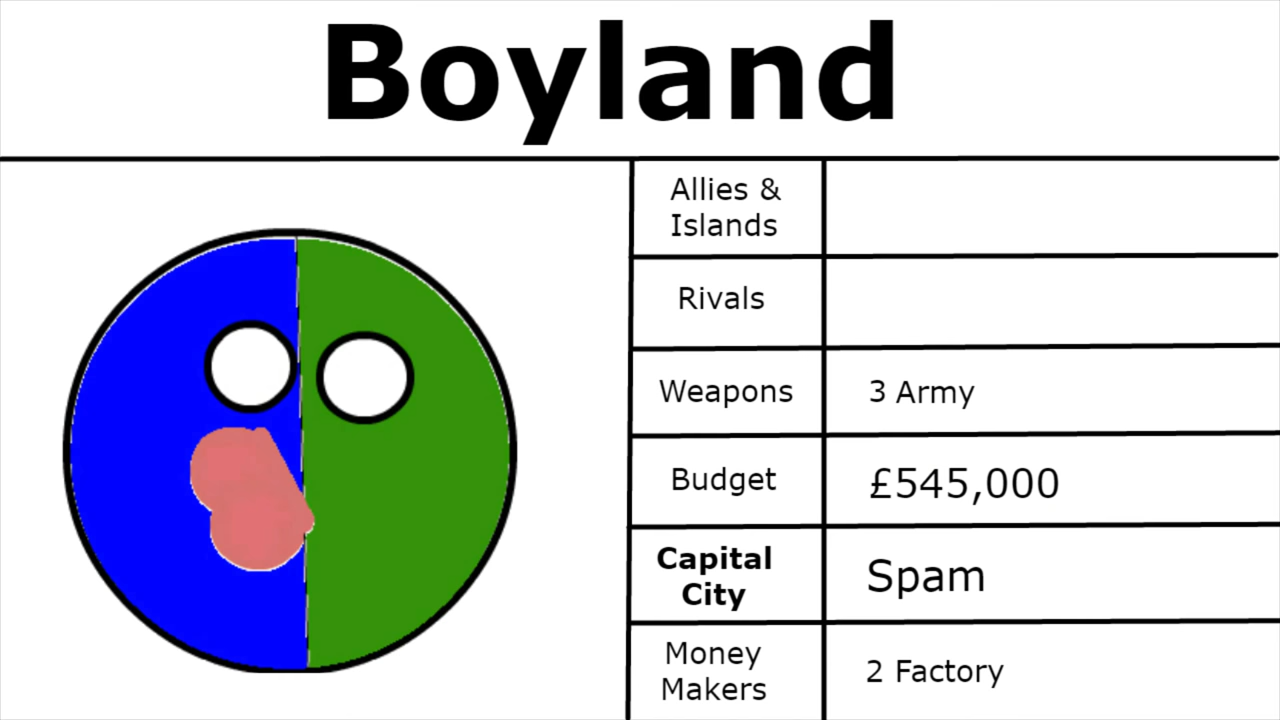 Boyland
Allies &
Islands
Rivals
Weapons
3 Army
Budget
£545,000
Capital
City
Spam
Money
Makers
2 Factory